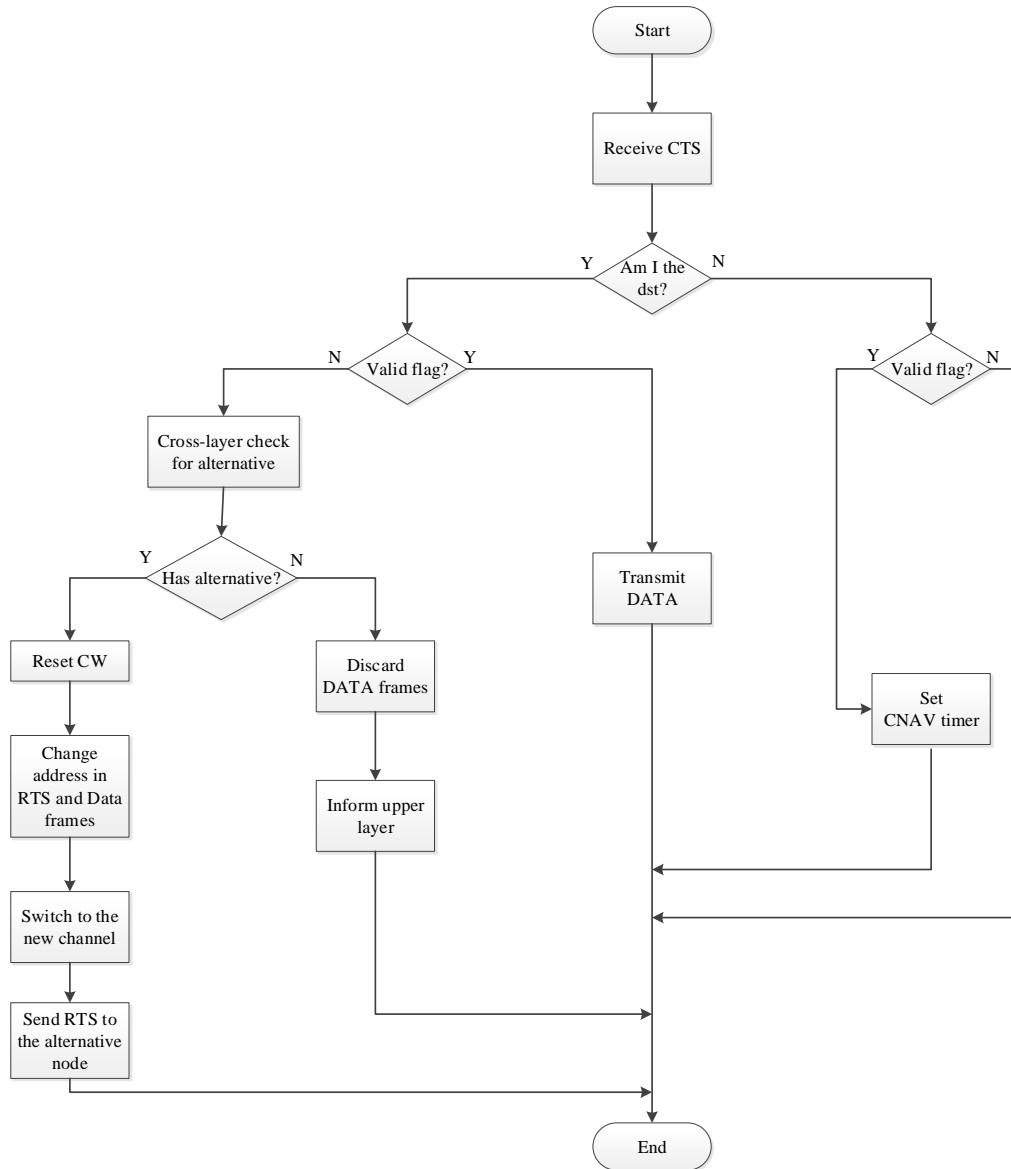 Start
Receive CTS
Am I the
dst?
Y
N
Valid flag?
N
Y
Valid flag?
Y
N
Cross-layer check
for alternative
Has alternative?
Y
N
Transmit
DATA
Reset CW
Discard
DATA frames
Set
CNAV timer
Change
address in
RTS and Data
frames
Inform upper
layer
Switch to the
new channel
Send RTS to
the alternative
node
End